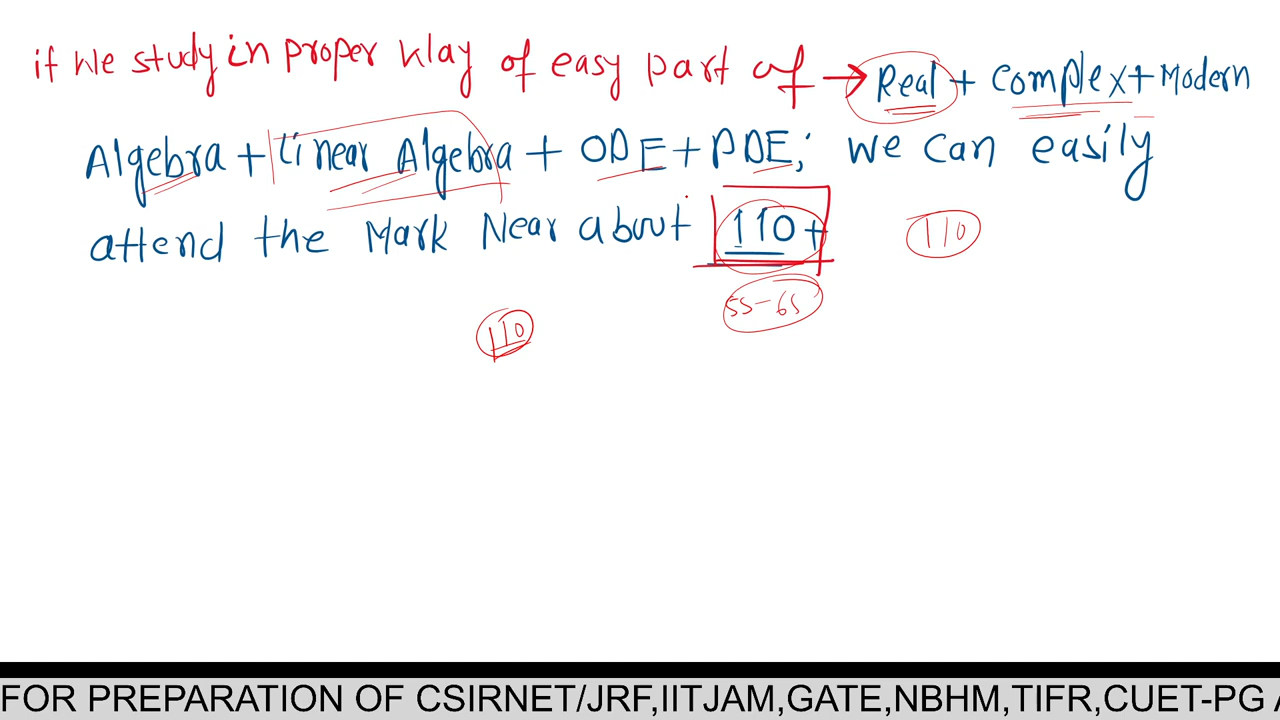 if we study in proper way of easy part of → Real + Complex + Modern
Algebra + Linear Algebra + ODE + PDE; we can easily
attend the Mark Near about 110+ 110
55-65
110
FOR PREPARATION OF CSIRNET/JRF,IITJAM,GATE,NBHM,TIFR,CUET-PG A